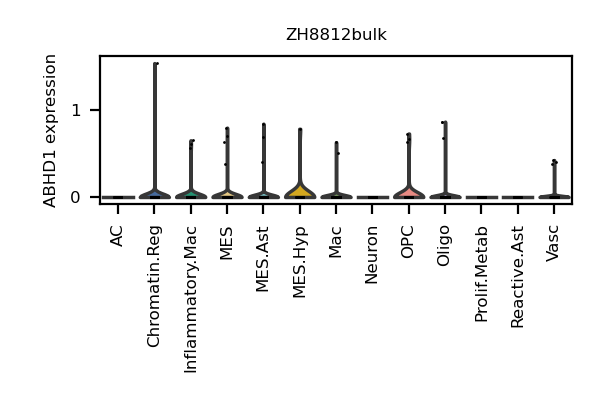 ZH8812bulk
ABHD1 expression
1
0
AC
Chromatin.Reg
Inflammatory.Mac
MES
MES.Ast
MES.Hyp
Mac
Neuron
OPC
Oligo
Prolif.Metab
Reactive.Ast
Vasc